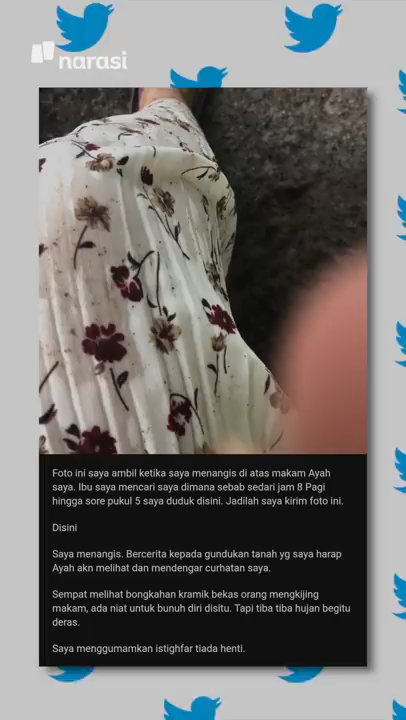 narasi
Foto ini saya ambil ketika saya menangis di atas makam Ayah
saya. Ibu saya mencari saya dimana sebab sedari jam 8 Pagi
hingga sore pukul 5 saya duduk disini. Jadilah saya kirim foto ini.
Disini
Saya menangis. Bercerita kepada gundukan tanah yg saya harap
Ayah akn melihat dan mendengar curhatan saya.
Sempat melihat bongkahan kramik bekas orang mengkijing
makam, ada niat untuk bunuh diri disitu. Tapi tiba tiba hujan begitu
deras.
Saya menggumamkan istighfar tiada henti.